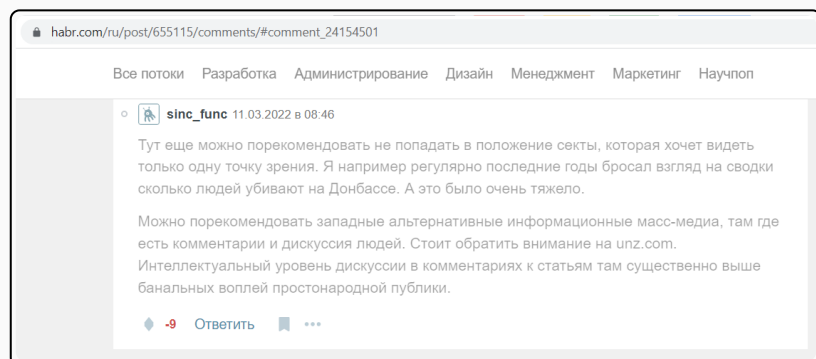 habr.com/ru/post/655115/comments/#comment_24154501
Все потоки Разработка Администрирование Дизайн Менеджмент Маркетинг Научпоп
sinc_func 11.03.2022 в 08:46
Тут еще можно порекомендовать не попадать в положение секты, которая хочет видеть
только одну точку зрения. Я например регулярно последние годы бросал взгляд на сводки
сколько людей убивают на Донбассе. А это было очень тяжело.
Можно порекомендовать западные альтернативные информационные масс-медиа, там где
есть комментарии и дискуссия людей. Стоит обратить внимание на unz.com.
Интеллектуальный уровень дискуссии в комментариях к статьям там существенно выше
банальных воплей простонародной публики.
-9 Ответить